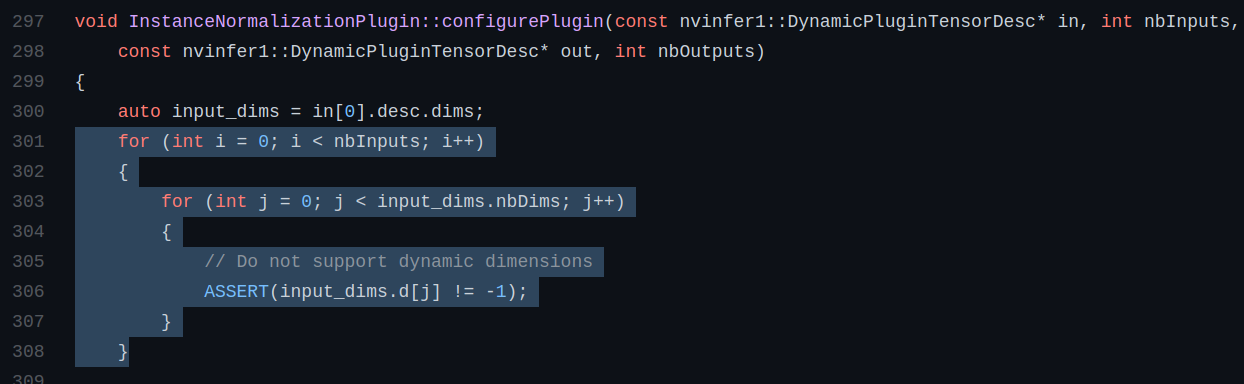 297 void InstanceNormalizationPlugin::configurePlugin(const nvinfer1::DynamicPluginTensorDesc* in, int nbInputs,
298     const nvinfer1::DynamicPluginTensorDesc* out, int nbOutputs)
299 {
300     auto input_dims = in[0].desc.dims;
301     for (int i = 0; i < nbInputs; i++)
302     {
303         for (int j = 0; j < input_dims.nbDims; j++)
304         {
305             // Do not support dynamic dimensions
306             ASSERT(input_dims.d[j] != -1);
307         }
308     }
309